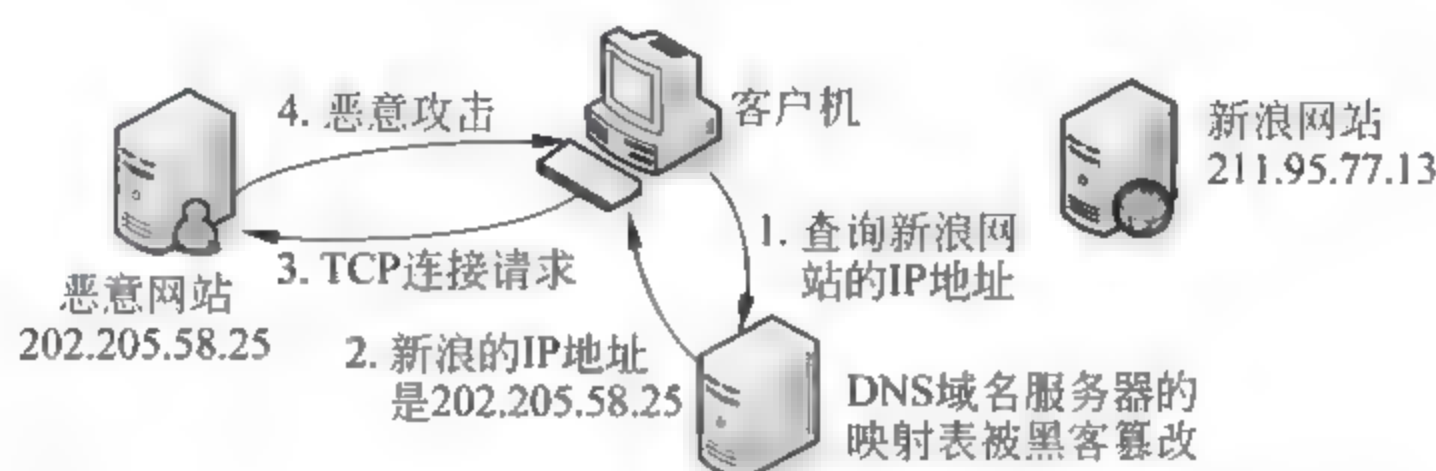 4. 恶意攻击
客户机
新浪网站
211.95.77.13
1. 查询新浪网
站的IP地址
3. TCP连接请求
恶意网站
202.205.58.25
2. 新浪的IP地址
是202.205.58.25
DNS域名服务器的
映射表被黑客篡改